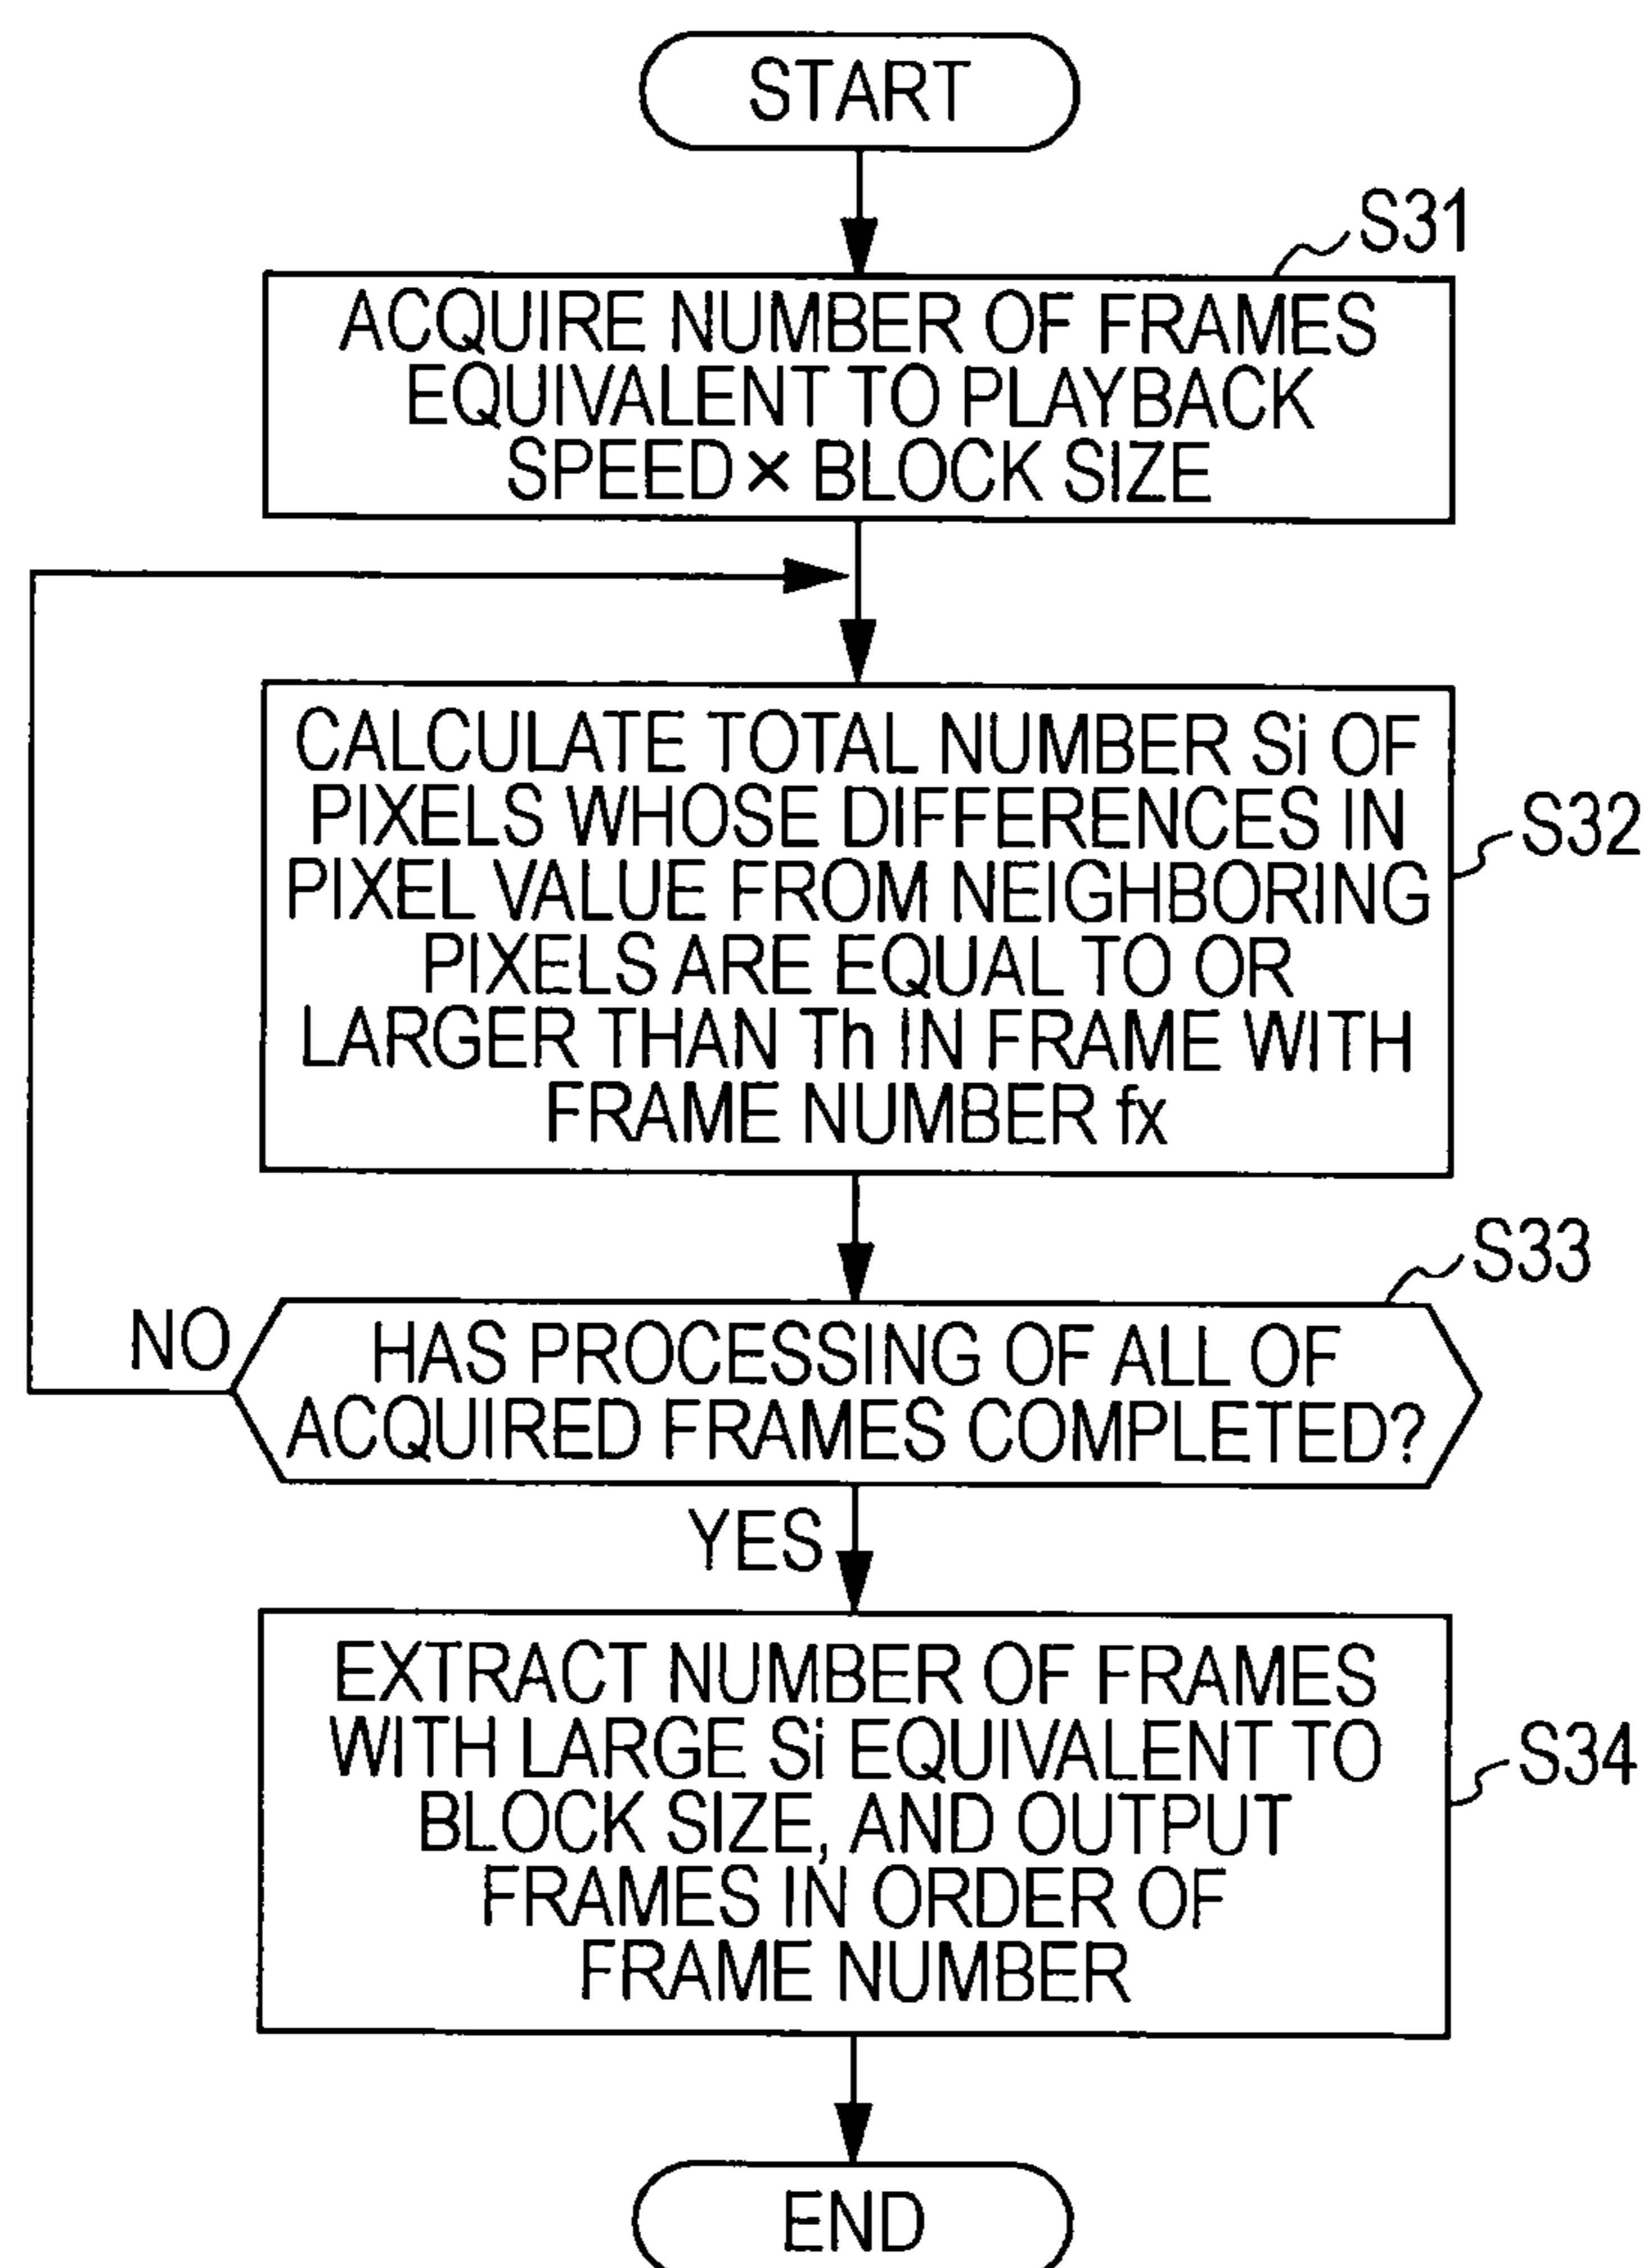 START
S31
ACQUIRE NUMBER OF FRAMES
EQUIVALENT TO PLAYBACK
SPEED × BLOCK SIZE
CALCULATE TOTAL NUMBER Si OF
PIXELS WHOSE DIFFERENCES IN
PIXEL VALUE FROM NEIGHBORING
PIXELS ARE EQUAL TO OR
LARGER THAN Th IN FRAME WITH
FRAME NUMBER fx
S32
S33
NO
HAS PROCESSING OF ALL OF
ACQUIRED FRAMES COMPLETED?
YES
EXTRACT NUMBER OF FRAMES
WITH LARGE Si EQUIVALENT TO
BLOCK SIZE, AND OUTPUT
FRAMES IN ORDER OF
FRAME NUMBER
S34
END